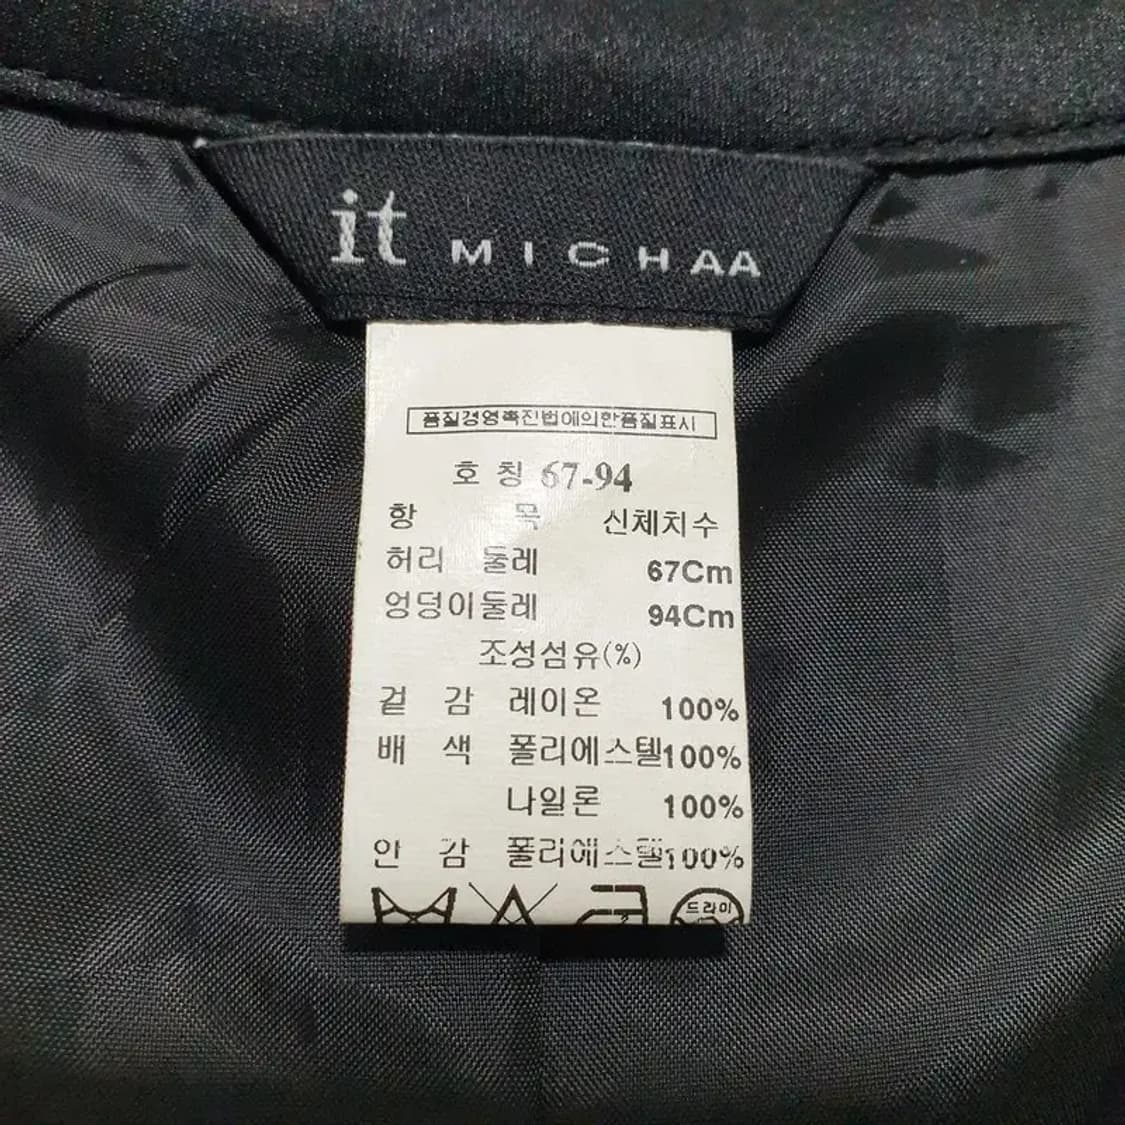 it MICHAA
품질경영촉진법에의한품질표시
호 칭 67-94
항 목 신체치수
허리 둘레 67Cm
엉덩이둘레 94Cm
조성섬유(%)
겉 감 레이온 100%
배 색 폴리에스텔100%
나일론 100%
안 감 폴리에스텔100%
드라이